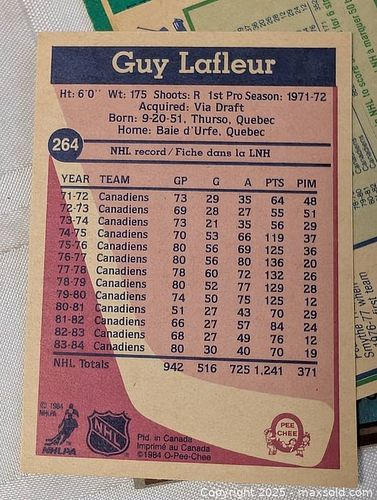 Guy Lafleur
Ht: 6'0" Wt: 175 Shoots: R 1st Pro Season: 1971-72
Acquired: Via Draft
Born: 9-20-51, Thurso, Quebec
Home: Baie d'Urfe, Quebec
264
NHL record/Fiche dans la LNH
YEAR TEAM GP G A PTS PIM
71-72 Canadiens 73 29 35 64 48
72-73 Canadiens 69 28 27 55 51
73-74 Canadiens 73 21 35 56 29
74-75 Canadiens 70 53 66 119 37
75-76 Canadiens 80 56 69 125 36
76-77 Canadiens 80 56 80 136 20
77-78 Canadiens 78 60 72 132 26
78-79 Canadiens 80 52 77 129 28
79-80 Canadiens 74 50 75 125 12
80-81 Canadiens 51 27 43 70 29
81-82 Canadiens 66 27 57 84 24
82-83 Canadiens 68 27 49 76 12
83-84 Canadiens 80 30 40 70 19
NHL Totals 942 516 725 1,241 371
© 1984
NHLPA
NHLPA
NHL
Ptd. in Canada
Imprimé au Canada
©1984 O-Pee-Chee
O
PEE
CHEE
Copyright 2025 - maxsold.com